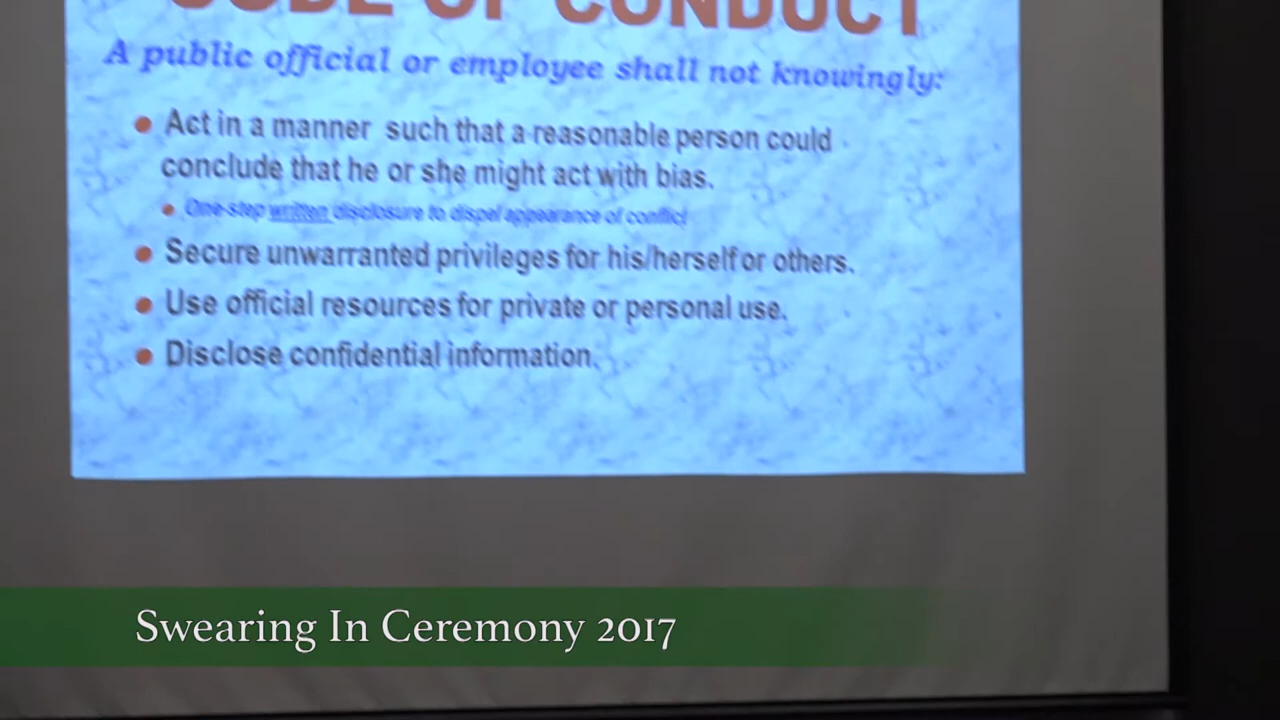 CODE OF CONDUCT
A public official or employee shall not knowingly:
• Act in a manner such that a reasonable person could
conclude that he or she might act with bias.
• One-step written disclosure to dispel appearance of conflict
• Secure unwarranted privileges for his/herself or others.
• Use official resources for private or personal use.
• Disclose confidential information.
Swearing In Ceremony 2017